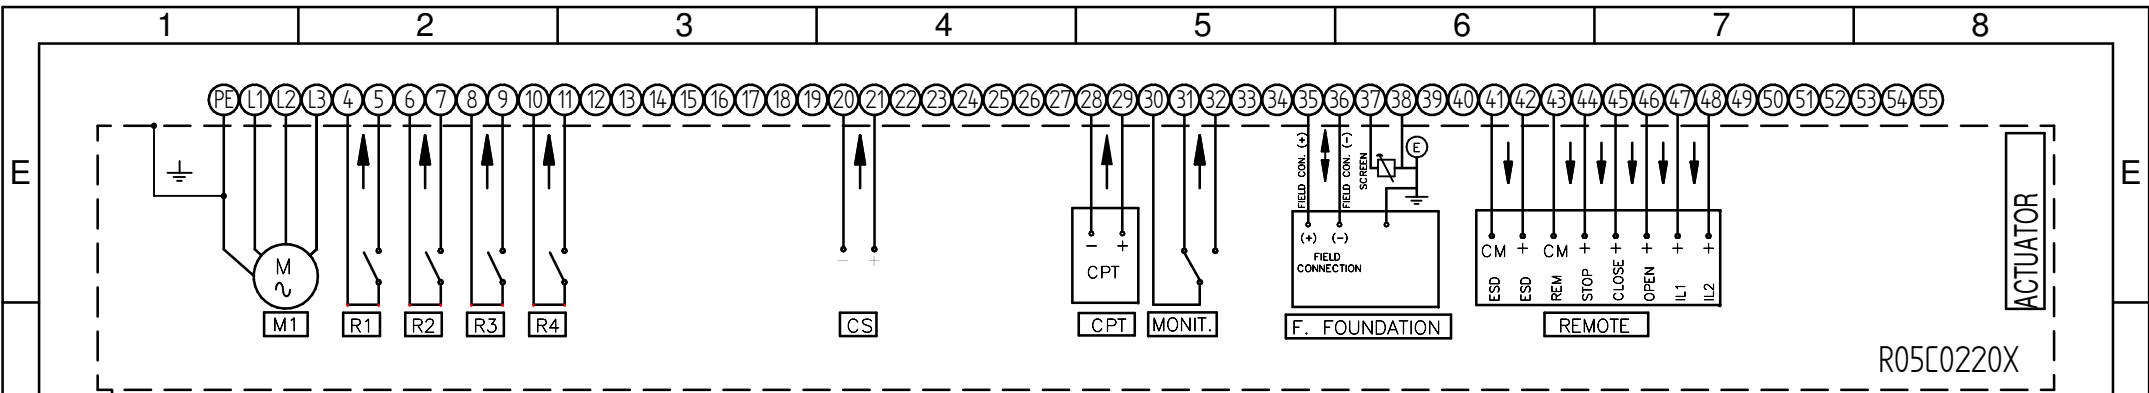 1 2 3 4 5 6 7 8
PE L1 L2 L3 4 5 6 7 8 9 10 11 12 13 14 15 16 17 18 19 20 21 22 23 24 25 26 27 28 29 30 31 32 33 34 35 36 37 38 39 40 41 42 43 44 45 46 47 48 49 50 51 52 53 54 55
E E
FIELD CON. (+)
FIELD CON. (-)
SCREEN
E
ACTUATOR
M
- +
- +
CPT
(+) (-)
FIELD
CONNECTION
CM + CM + + + + +
ESD ESD REM STOP CLOSE OPEN IL1 IL2
M1 R1 R2 R3 R4 CS CPT MONIT. F. FOUNDATION REMOTE
R05C0220X